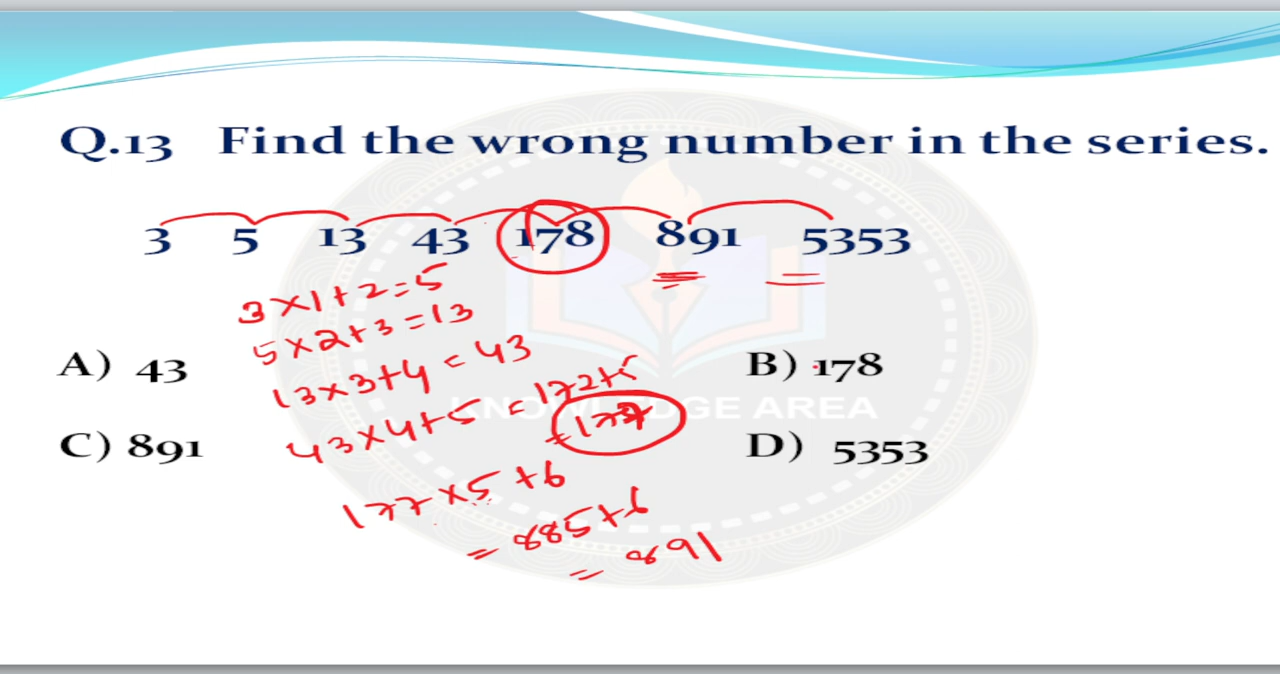 Q.13 Find the wrong number in the series.
3 5 13 43 178 891 5353
3×1+2=5
5×2+3=13
13×3+4=43
43×4+5=172+5
=177
177×5+6
=885+6
=891
A) 43
B) 178
C) 891
D) 5353
KNOWLEDGE AREA